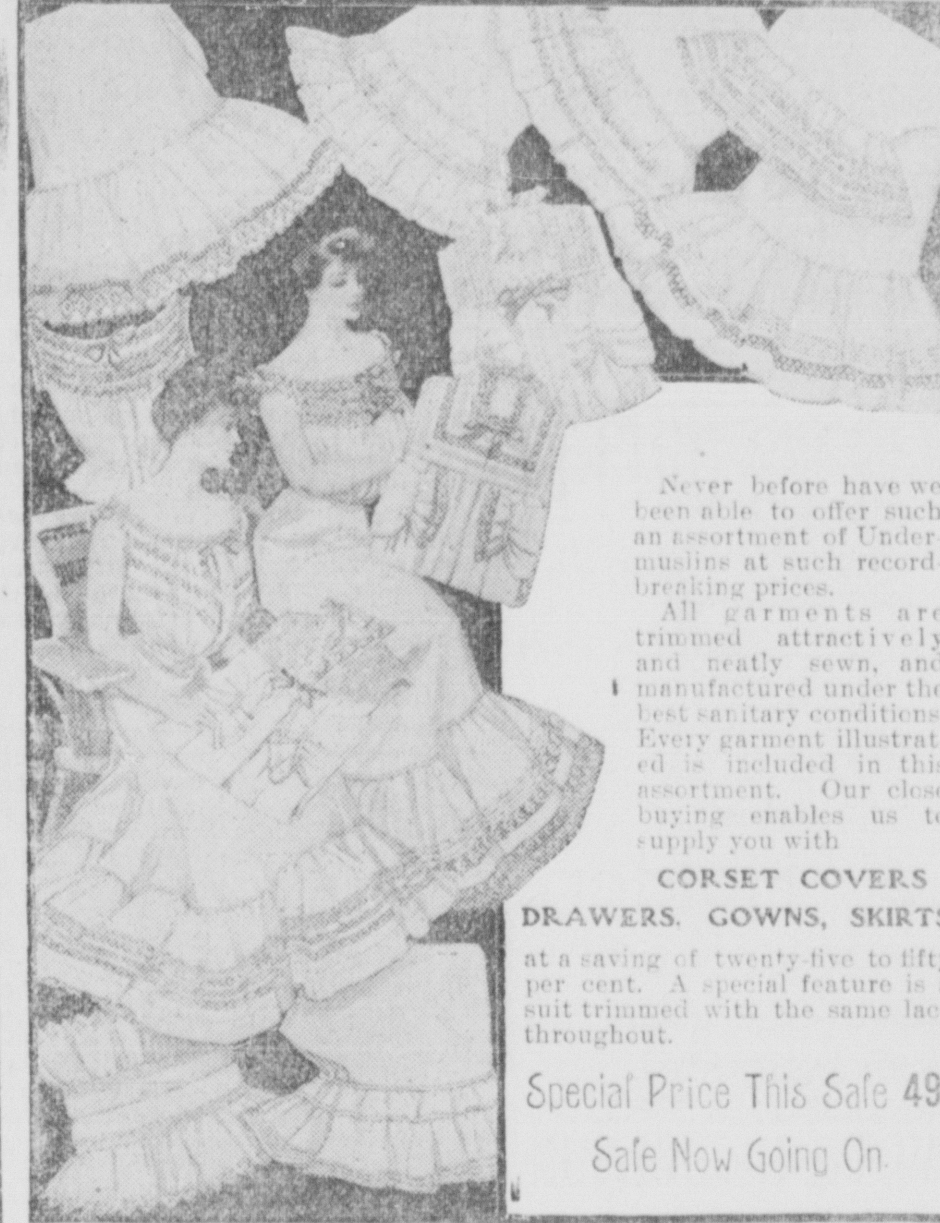 Never before have we
been able to offer such
an assortment of Under-
muslins at such record-
breaking prices.
All garments are
trimmed attractively
and neatly sewn, and
manufactured under the
best sanitary conditions.
Every garment illustrat-
ed is included in this
assortment. Our close
buying enables us to
supply you with
CORSET COVERS
DRAWERS, GOWNS, SKIRTS
at a saving of twenty-five to fifty
per cent. A special feature is
suit trimmed with the same lac
throughout.
Special Price This Sale 49
Sale Now Going On.